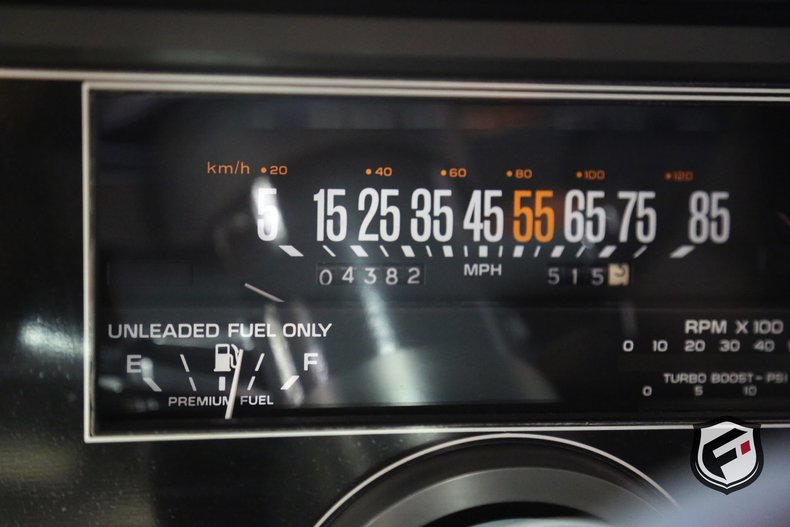 km/h 20 40 60 80 100 120
5 15 25 35 45 55 65 75 85
04382 MPH 515
UNLEADED FUEL ONLY
RPM X 100
E F
0 10 20 30 40
TURBO BOOST-PSI
0 5 10
PREMIUM FUEL